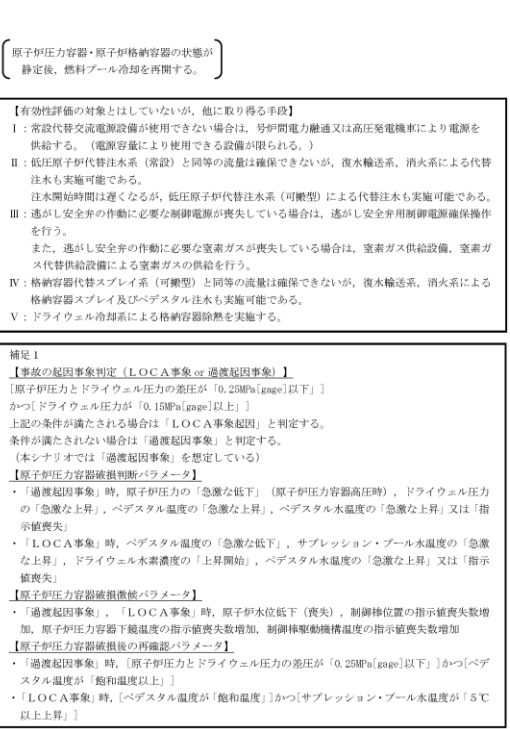 原子炉圧力容器・原子炉格納容器の状態が
静定後，燃料プール冷却を再開する。
【有効性評価の対象とはしていないが，他に取り得る手段】
Ⅰ：常設代替交流電源設備が使用できない場合は，号炉間電力融通又は高圧発電機車により電源を
供給する。（電源容量により使用できる設備が限られる。）
Ⅱ：低圧原子炉代替注水系（常設）と同等の流量は確保できないが，復水輸送系，消火系による代替
注水も実施可能である。
注水開始時間は遅くなるが，低圧原子炉代替注水系（可搬型）による代替注水も実施可能である。
Ⅲ：逃がし安全弁の作動に必要な制御電源が喪失している場合は，逃がし安全弁用制御電源確保操作
を行う。
また，逃がし安全弁の作動に必要な窒素ガスが喪失している場合は，窒素ガス供給設備，窒素ガ
ス代替供給設備による窒素ガスの供給を行う。
Ⅳ：格納容器代替スプレイ系（可搬型）と同等の流量は確保できないが，復水輸送系，消火系による
格納容器スプレイ及びペデスタル注水も実施可能である。
Ⅴ：ドライウェル冷却系による格納容器除熱を実施する。
補足１
【事故の起因事象判定（ＬＯＣＡ事象 or 過渡起因事象）】
[原子炉圧力とドライウェル圧力の差圧が「0.25MPa[gage]以下」]
かつ[ドライウェル圧力が「0.15MPa[gage]以上」]
上記の条件が満たされる場合は「ＬＯＣＡ事象起因」と判定する。
条件が満たされない場合は「過渡起因事象」と判定する。
（本シナリオでは「過渡起因事象」を想定している）
【原子炉圧力容器破損判断パラメータ】
・「過渡起因事象」時，原子炉圧力の「急激な低下」（原子炉圧力容器高圧時），ドライウェル圧力
の「急激な上昇」，ペデスタル温度の「急激な上昇」，ペデスタル水温度の「急激な上昇」又は「指
示値喪失」
・「ＬＯＣＡ事象」時，ペデスタル温度の「急激な低下」，サプレッション・プール水温度の「急激
な上昇」，ドライウェル水素濃度の「上昇開始」，ペデスタル水温度の「急激な上昇」又は「指示
値喪失」
【原子炉圧力容器破損徴候パラメータ】
・「過渡起因事象」，「ＬＯＣＡ事象」時，原子炉水位低下（喪失），制御棒位置の指示値喪失数増
加，原子炉圧力容器下鏡温度の指示値喪失数増加，制御棒駆動機構温度の指示値喪失数増加
【原子炉圧力容器破損後の再確認パラメータ】
・「過渡起因事象」時，[原子炉圧力とドライウェル圧力の差圧が「0.25MPa[gage]以下」]かつ[ペデ
スタル温度が「飽和温度以上」]
・「ＬＯＣＡ事象」時，[ペデスタル温度が「飽和温度」]かつ[サプレッション・プール水温度が「５℃
以上上昇」]